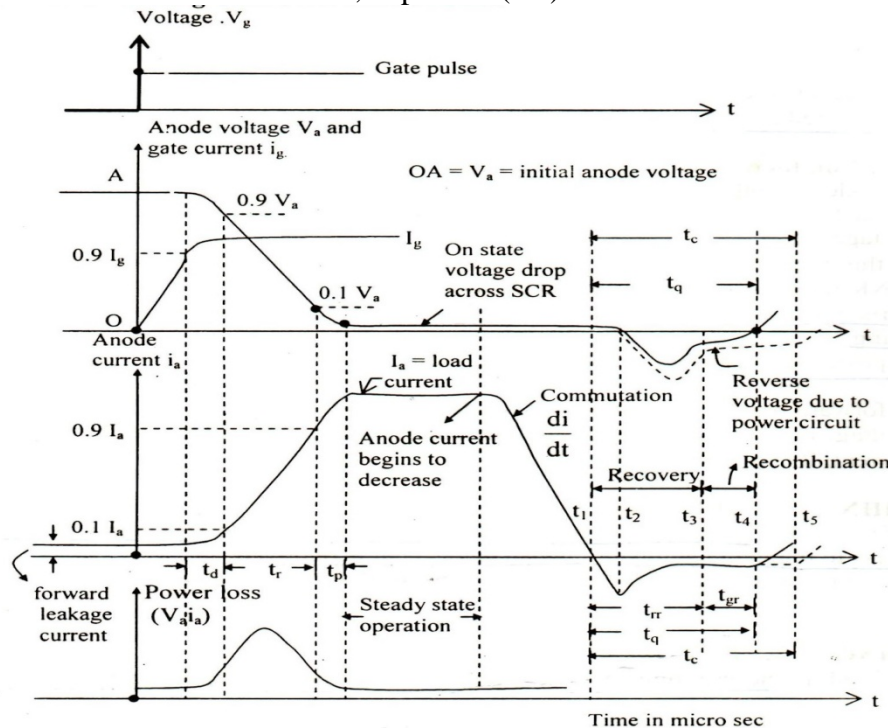 Voltage .Vg
Gate pulse
t
Anode voltage Va and
gate current ig.
A
OA = Va = initial anode voltage
0.9 Va
Ig
0.9 Ig
On state
voltage drop
across SCR
tc
tq
0.1 Va
O
t
Anode
current ia
Ia = load
current
Commutation
di
dt
Reverse
voltage due to
power circuit
0.9 Ia
Anode current
begins to
decrease
Recovery
Recombination
t1
t2
t3
t4
t5
0.1 Ia
t
td
tr
tp
forward
leakage
current
Power loss
(Vaia)
Steady state
operation
trr
tgr
tq
tc
t
Time in micro sec